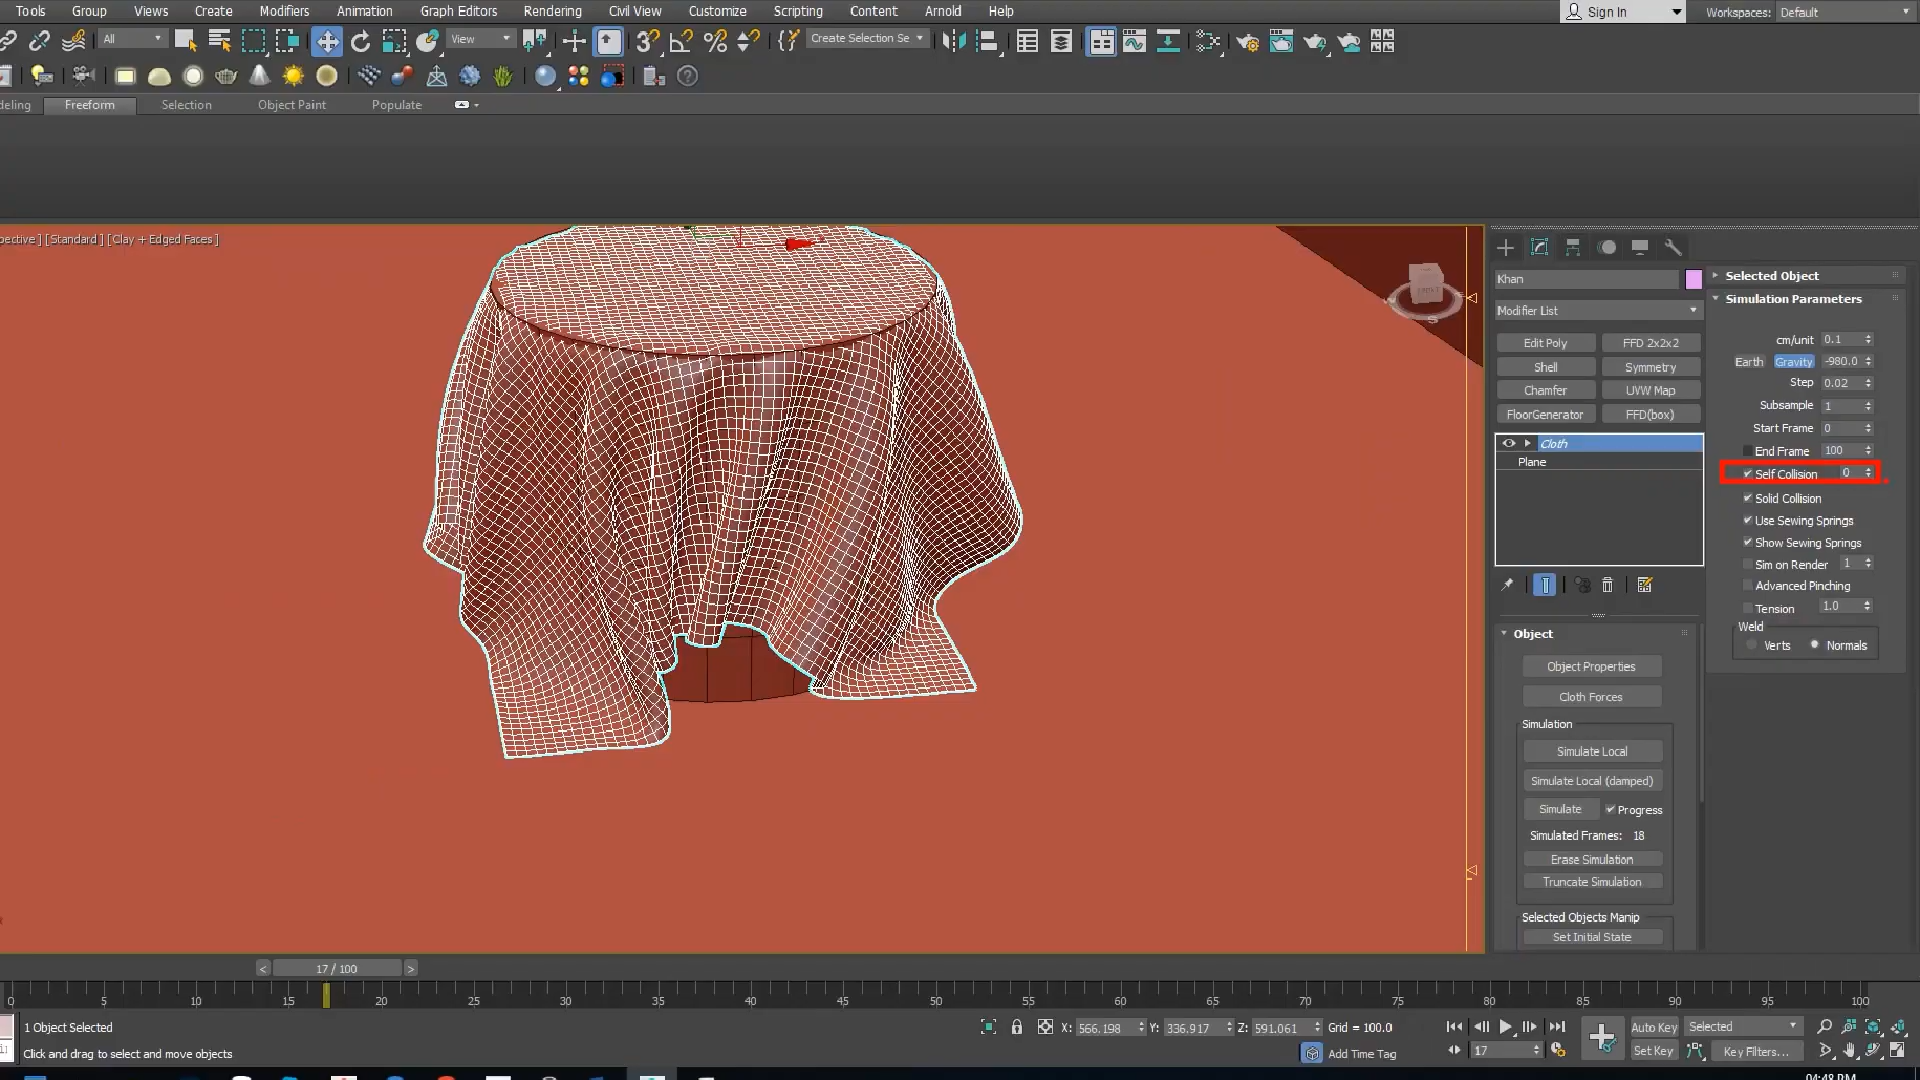 Tools Group Views Create Modifiers Animation Graph Editors Rendering Civil View Customize Scripting Content Arnold Help Sign In Workspaces: Default
All View Create Selection Se
deling Freeform Selection Object Paint Populate
pective ] [ Standard ] [ Clay + Edged Faces ]
Khan
Modifier List
Edit Poly FFD 2x2x2
Shell Symmetry
Chamfer UVW Map
FloorGenerator FFD(box)
Cloth
Plane
Object
Object Properties
Cloth Forces
Simulation
Simulate Local
Simulate Local (damped)
Simulate Progress
Simulated Frames: 18
Erase Simulation
Truncate Simulation
Selected Objects Manip
Set Initial State
Selected Object
Simulation Parameters
cm/unit 0.1
Earth Gravity -980.0
Step 0.02
Subsample 1
Start Frame 0
End Frame 100
Self Collision 0
Solid Collision
Use Sewing Springs
Show Sewing Springs
Sim on Render 1
Advanced Pinching
Tension 1.0
Weld
Verts Normals
< 17 / 100 >
0 5 10 15 20 25 30 35 40 45 50 55 60 65 70 75 80 85 90 95 100
1 Object Selected X: 566.198 Y: 336.917 Z: 591.061 Grid = 100.0 Auto Key Selected
Click and drag to select and move objects Add Time Tag 17 Set Key Key Filters...
04:48 PM